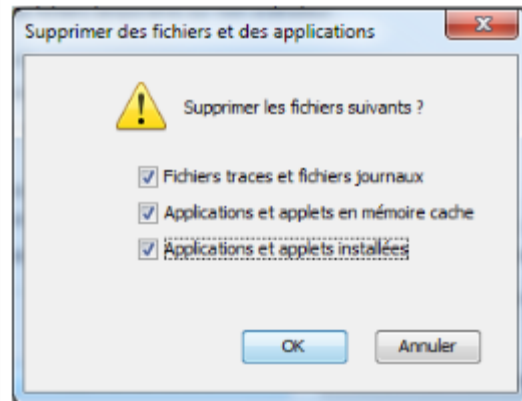 Supprimer des fichiers et des applications
Supprimer les fichiers suivants ?
Fichiers traces et fichiers journaux
Applications et applets en mémoire cache
Applications et applets installées
OK
Annuler